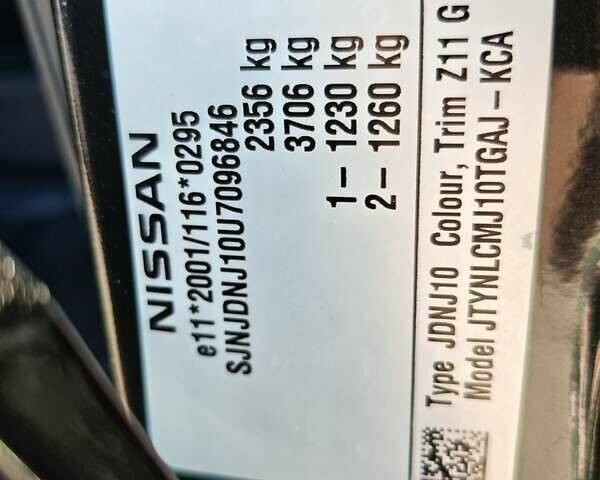 NISSAN
e11*2001/116*0295
SJNJDNJ10U7096846
2356 kg
3706 kg
1– 1230 kg
2– 1260 kg
Type JDNJ10 Colour, Trim Z11 G
Model JTYNLCMJ10TGAJ – KCA